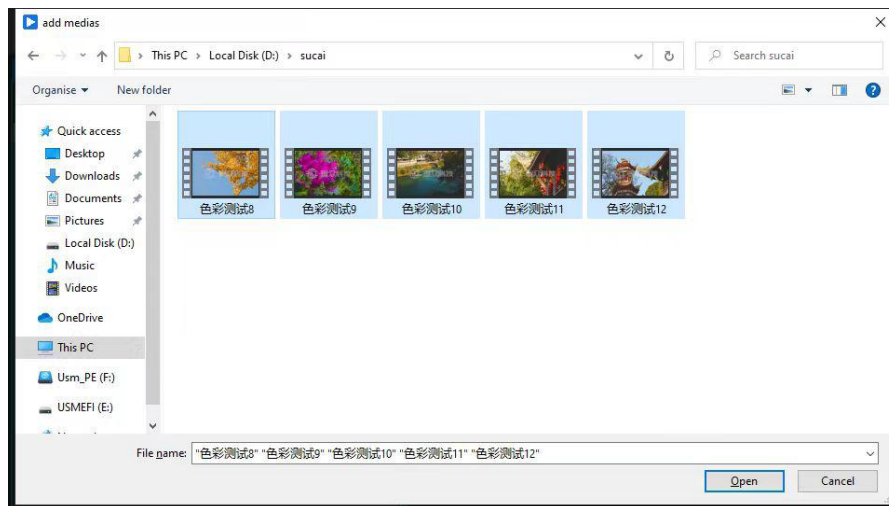 add medias
This PC > Local Disk (D:) > sucai
Search sucai
Organise
New folder
Quick access
Desktop
Downloads
Documents
Pictures
Local Disk (D:)
Music
Videos
OneDrive
This PC
Usm_PE (F:)
USMEFI (E:)
色彩测试8
色彩测试9
色彩测试10
色彩测试11
色彩测试12
File name: "色彩测试8" "色彩测试9" "色彩测试10" "色彩测试11" "色彩测试12"
Open
Cancel